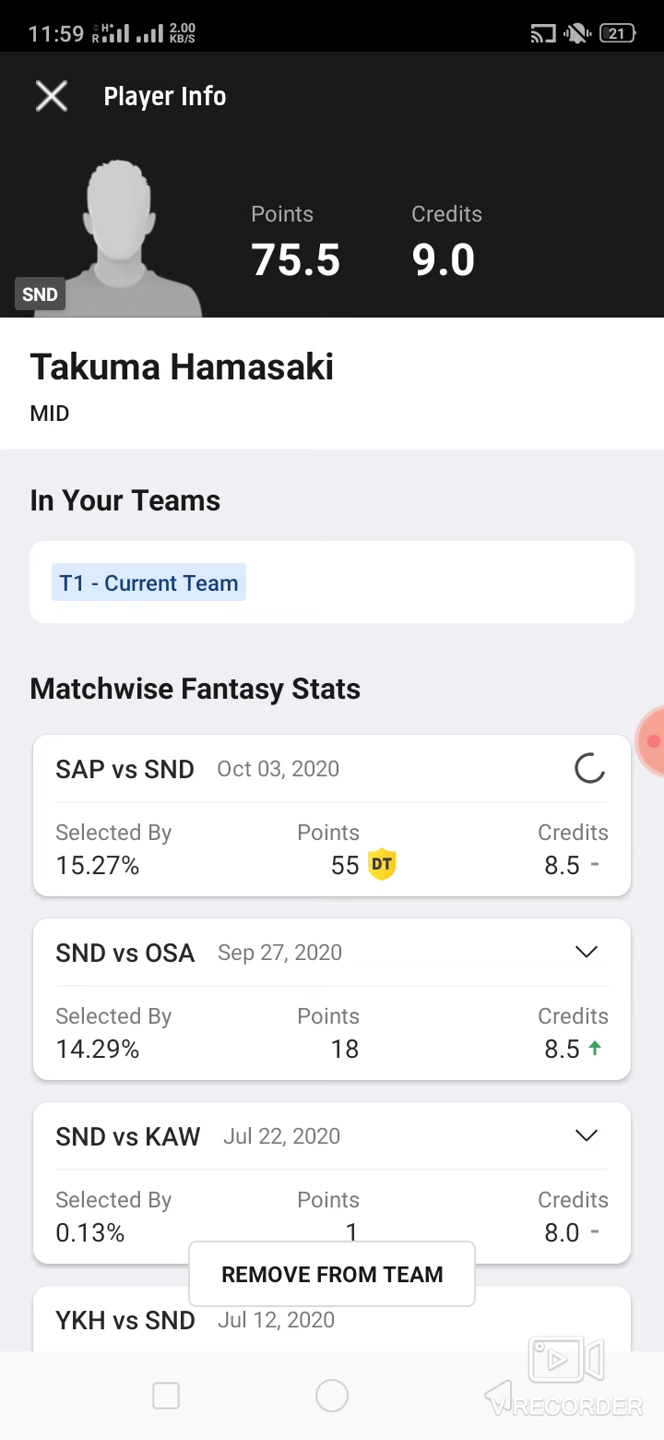 11:59 R H+ 2.00 KB/S 21
Player Info
Points Credits
75.5 9.0
SND
Takuma Hamasaki
MID
In Your Teams
T1 - Current Team
Matchwise Fantasy Stats
SAP vs SND Oct 03, 2020
Selected By Points Credits
15.27% 55 DT 8.5 -
SND vs OSA Sep 27, 2020
Selected By Points Credits
14.29% 18 8.5
SND vs KAW Jul 22, 2020
Selected By Points Credits
0.13% 1 8.0 -
REMOVE FROM TEAM
YKH vs SND Jul 12, 2020
VRECORDER